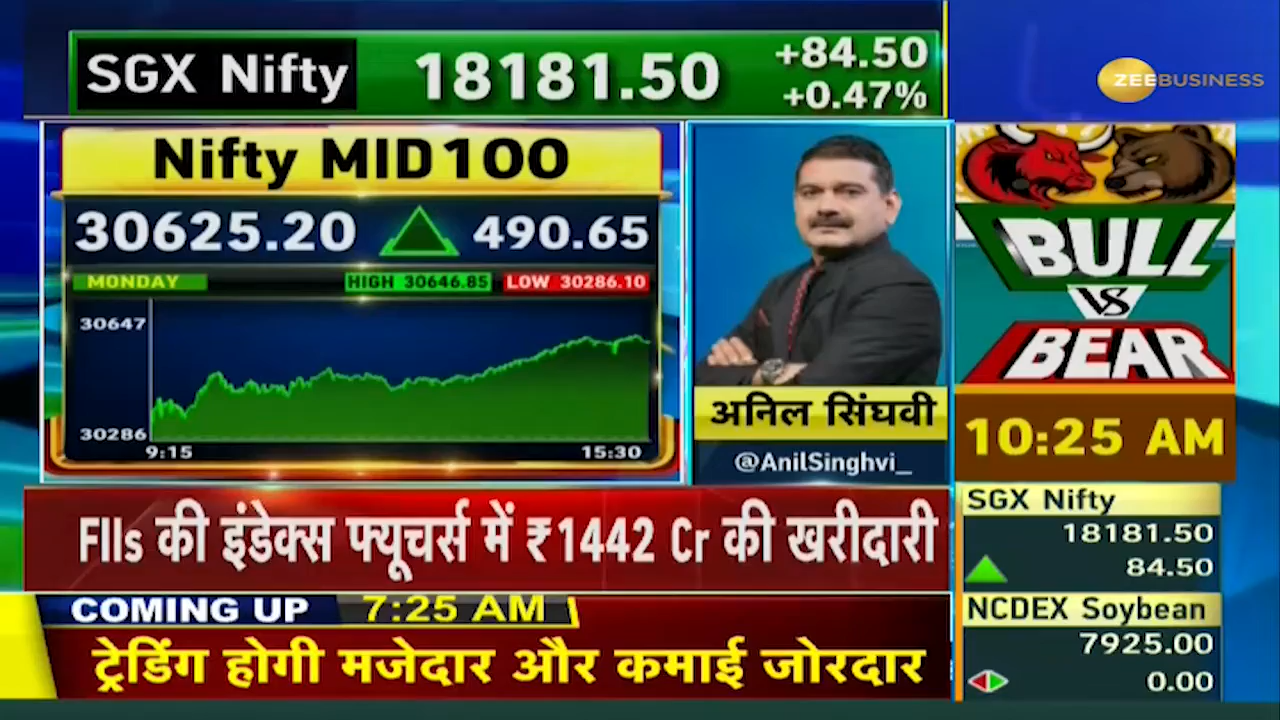 SGX Nifty 18181.50 +84.50
+0.47%
ZEEBUSINESS
Nifty MID100
30625.20 490.65
MONDAY HIGH 30646.85 LOW 30286.10
30647
30286
9:15 15:30
अनिल सिंघवी
@AnilSinghvi_
BULL
VS
BEAR
10:25 AM
FIIs की इंडेक्स फ्यूचर्स में ₹1442 Cr की खरीदारी
COMING UP 7:25 AM
ट्रेडिंग होगी मजेदार और कमाई जोरदार
SGX Nifty
18181.50
84.50
NCDEX Soybean
7925.00
0.00